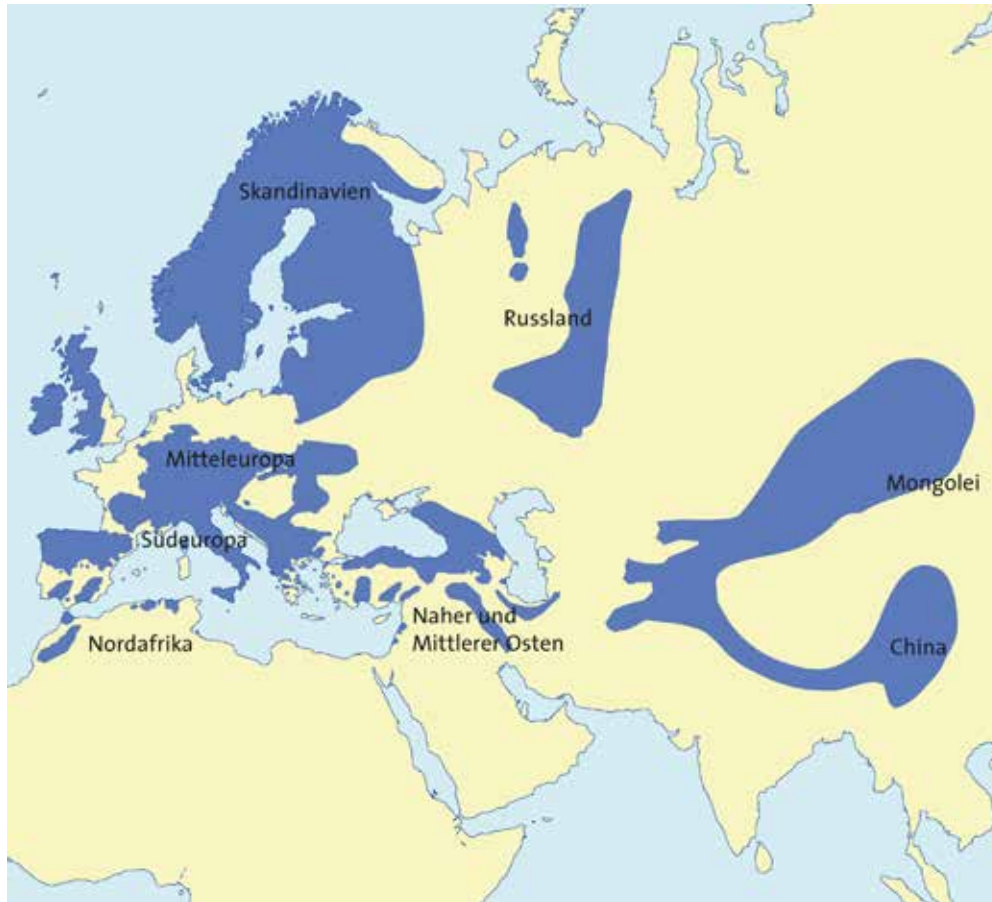 Skandinavien
Russland
Mitteleuropa
Mongolei
Südeuropa
Naher und
Mittlerer Osten
Nordafrika
China